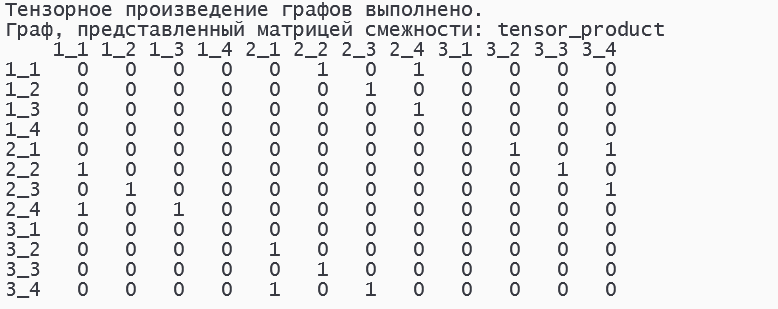 Тензорное произведение графов выполнено.
Граф, представленный матрицей смежности: tensor_product
    1_1 1_2 1_3 1_4 2_1 2_2 2_3 2_4 3_1 3_2 3_3 3_4
1_1   0   0   0   0   0   1   0   1   0   0   0   0
1_2   0   0   0   0   0   0   1   0   0   0   0   0
1_3   0   0   0   0   0   0   0   1   0   0   0   0
1_4   0   0   0   0   0   0   0   0   0   0   0   0
2_1   0   0   0   0   0   0   0   0   0   1   0   1
2_2   1   0   0   0   0   0   0   0   0   0   1   0
2_3   0   1   0   0   0   0   0   0   0   0   0   1
2_4   1   0   1   0   0   0   0   0   0   0   0   0
3_1   0   0   0   0   0   0   0   0   0   0   0   0
3_2   0   0   0   0   1   0   0   0   0   0   0   0
3_3   0   0   0   0   0   1   0   0   0   0   0   0
3_4   0   0   0   0   1   0   1   0   0   0   0   0